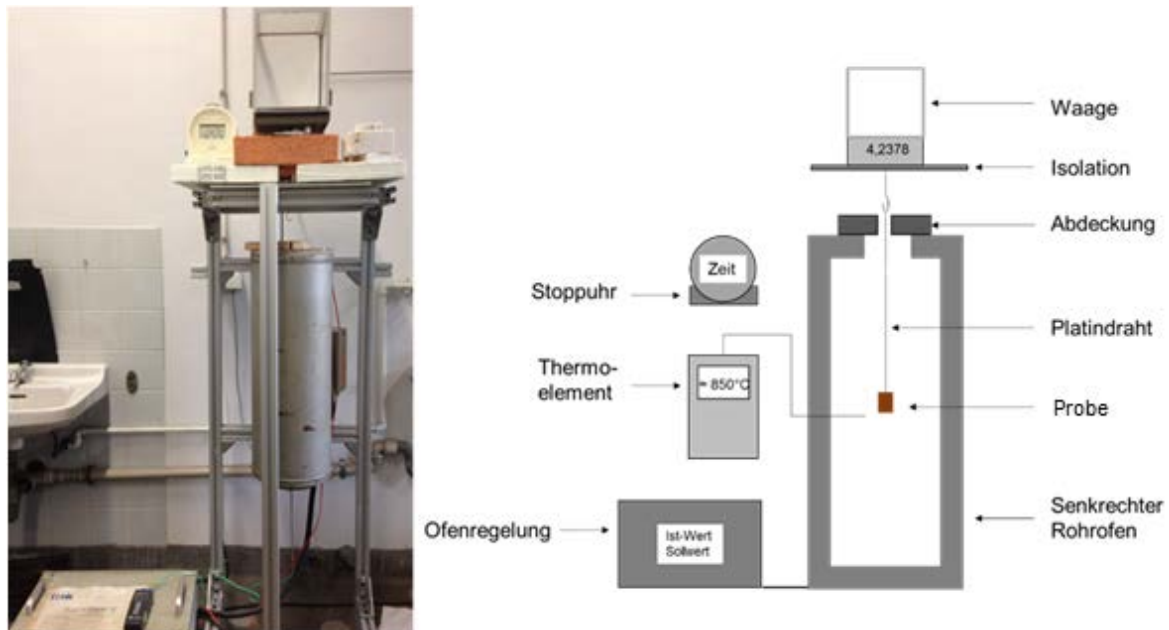 Waage
4,2378
Isolation
Abdeckung
Zeit
Stoppuhr
Platindraht
Thermo-
element
= 850°C
Probe
Senkrechter
Rohrofen
Ofenregelung
Ist-Wert
Sollwert